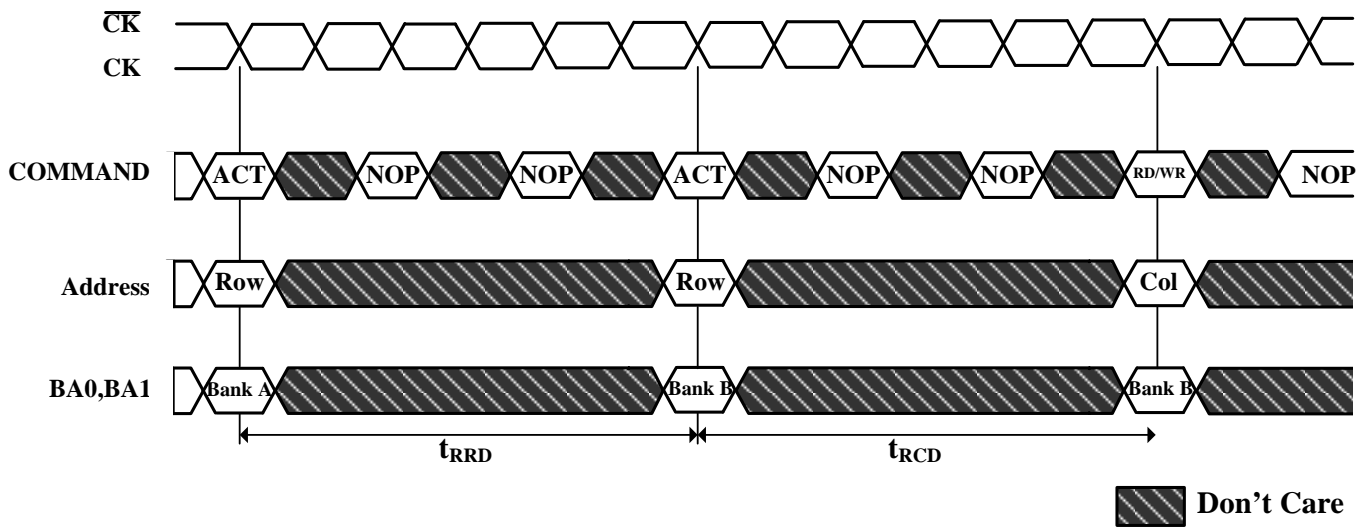 CK
CK
COMMAND ACT NOP NOP ACT NOP NOP RD/WR NOP
Address Row Row Col
BA0,BA1 Bank A Bank B Bank B
tRRD tRCD
Don't Care